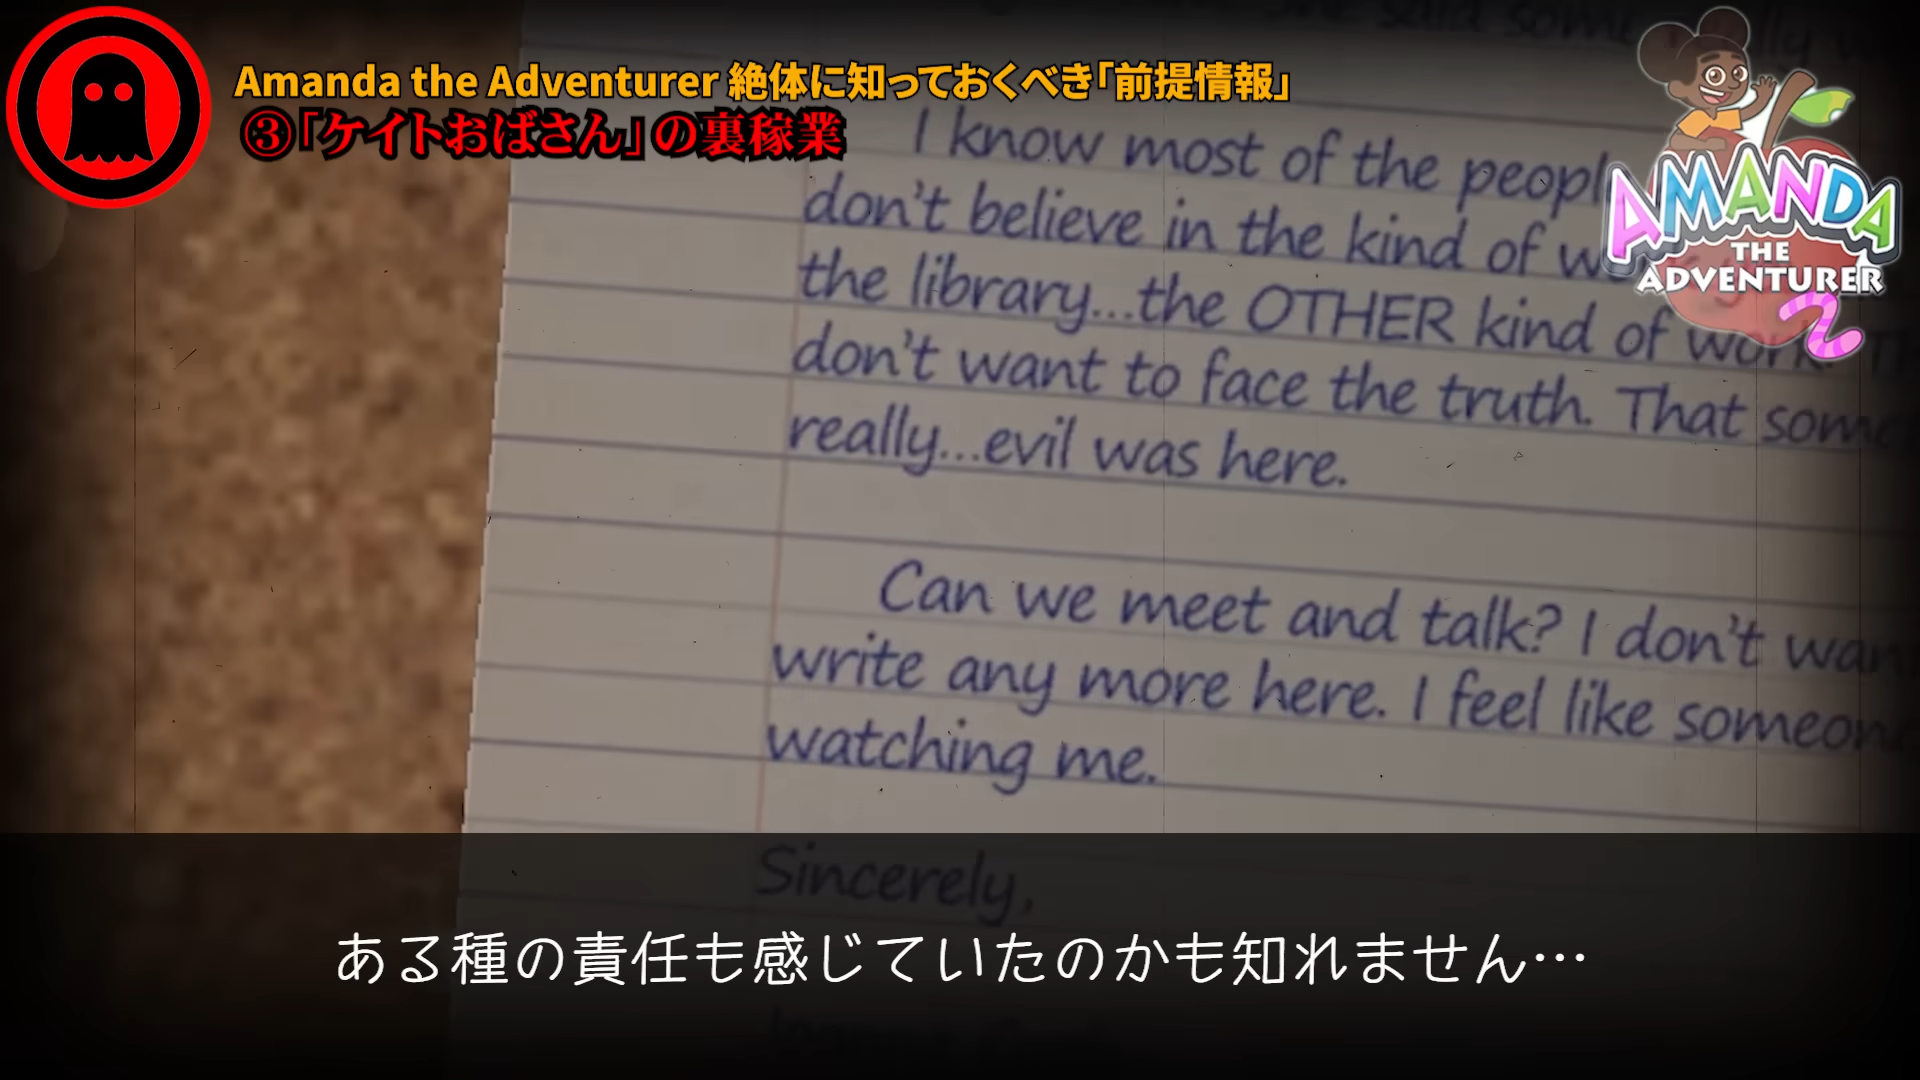 Amanda the Adventurer 絶体に知っておくべき「前提情報」
③「ケイトおばさん」の裏稼業
AMANDA
THE
ADVENTURER
2
she said some
I know most of the peopl
don't believe in the kind of
the library...the OTHER kind of work.
don't want to face the truth. That som
really...evil was here.
Can we meet and talk? I don't wan
write any more here. I feel like someon
watching me.
Sincerely,
ある種の責任も感じていたのかも知れません…